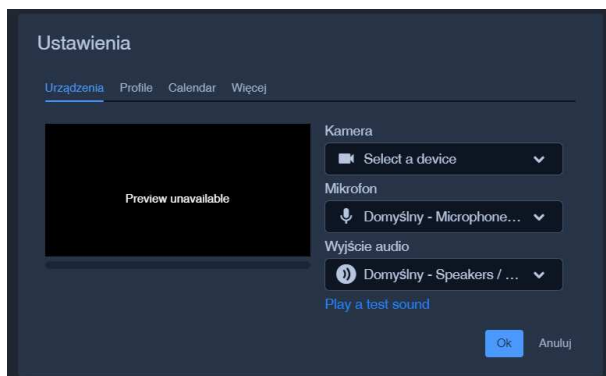 Ustawienia
Urządzenia Profile Calendar Więcej
Preview unavailable
Kamera
Select a device
Mikrofon
Domyślny - Microphone...
Wyjście audio
Domyślny - Speakers / ...
Play a test sound
Ok Anuluj